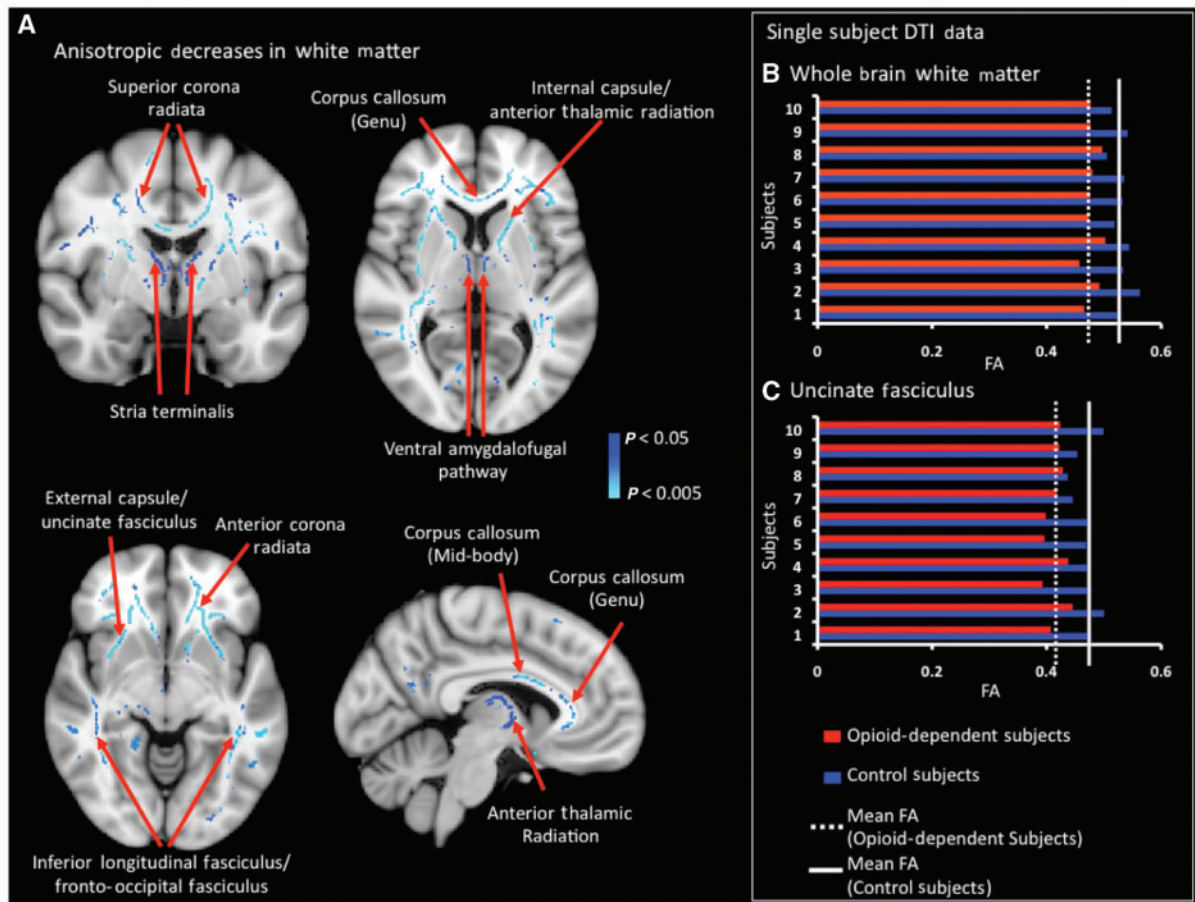 A
Anisotropic decreases in white matter
Superior corona
radiata
Corpus callosum
(Genu)
Internal capsule/
anterior thalamic radiation
Stria terminalis
Ventral amygdalofugal
pathway
P < 0.05
P < 0.005
External capsule/
uncinate fasciculus
Anterior corona
radiata
Corpus callosum
(Mid-body)
Corpus callosum
(Genu)
Anterior thalamic
Radiation
Inferior longitudinal fasciculus/
fronto-occipital fasciculus
Single subject DTI data
B Whole brain white matter
Subjects
10
9
8
7
6
5
4
3
2
1
0 0.2 0.4 0.6
FA
C Uncinate fasciculus
Subjects
10
9
8
7
6
5
4
3
2
1
0 0.2 0.4 0.6
FA
Opioid-dependent subjects
Control subjects
Mean FA
(Opioid-dependent Subjects)
Mean FA
(Control subjects)